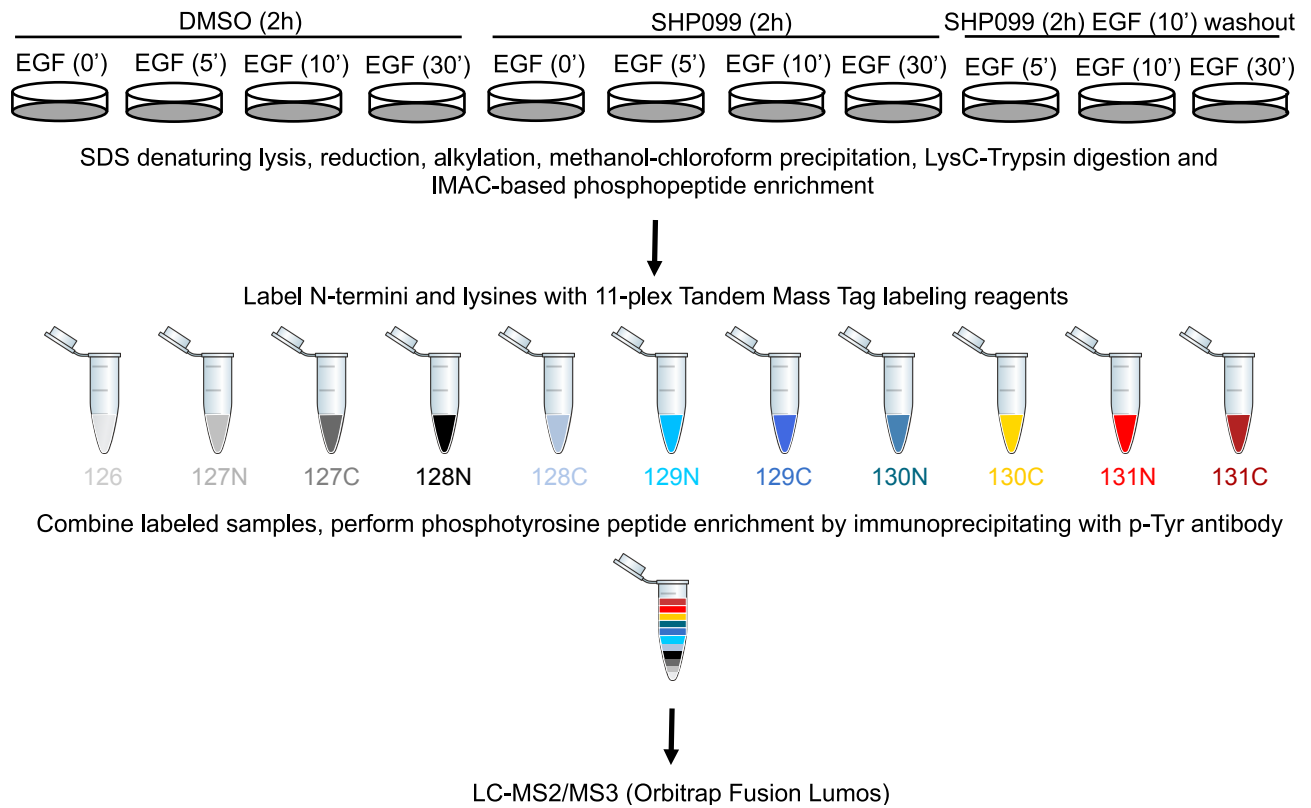 DMSO (2h) SHP099 (2h) SHP099 (2h) EGF (10’) washout
EGF (0’) EGF (5’) EGF (10’) EGF (30’) EGF (0’) EGF (5’) EGF (10’) EGF (30’) EGF (5’) EGF (10’) EGF (30’)
SDS denaturing lysis, reduction, alkylation, methanol-chloroform precipitation, LysC-Trypsin digestion and
IMAC-based phosphopeptide enrichment
Label N-termini and lysines with 11-plex Tandem Mass Tag labeling reagents
126 127N 127C 128N 128C 129N 129C 130N 130C 131N 131C
Combine labeled samples, perform phosphotyrosine peptide enrichment by immunoprecipitating with p-Tyr antibody
LC-MS2/MS3 (Orbitrap Fusion Lumos)